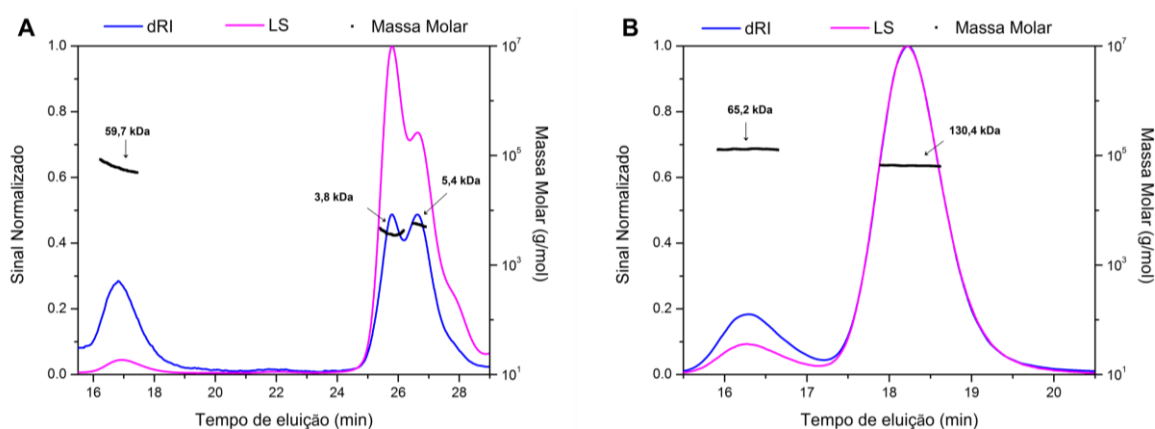 A
dRI LS Massa Molar
Sinal Normalizado
1.0
0.8
0.6
0.4
0.2
0.0
59,7 kDa
3,8 kDa
5,4 kDa
10^7
10^5
10^3
10^1
Massa Molar (g/mol)
16 18 20 22 24 26 28
Tempo de eluição (min)
B
dRI LS Massa Molar
Sinal Normalizado
1.0
0.8
0.6
0.4
0.2
0.0
65,2 kDa
130,4 kDa
10^7
10^5
10^3
10^1
Massa Molar (g/mol)
16 17 18 19 20
Tempo de eluição (min)